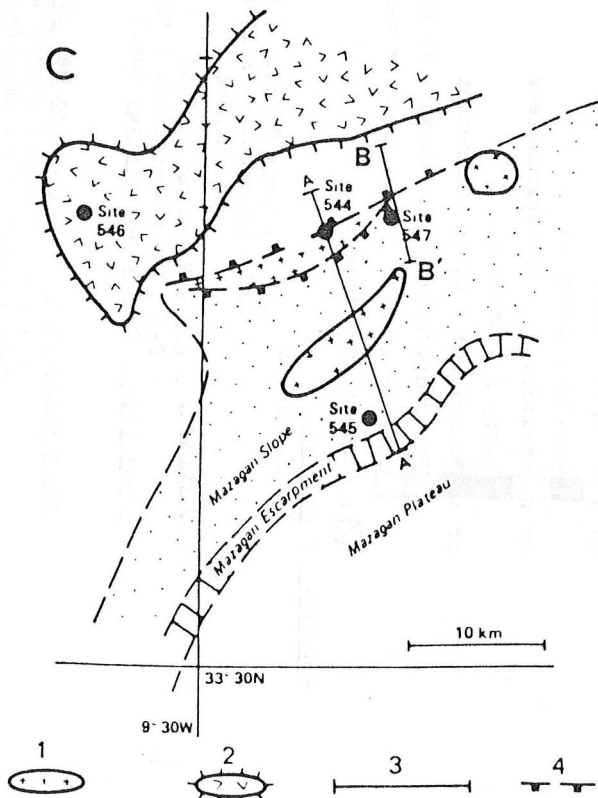 C
B
A
Site
544
Site
546
Site
547
B'
Site
545
A
Mazagan Slope
Mazagan Escarpment
Mazagan Plateau
10 km
33° 30N
9° 30W
1 2 3 4